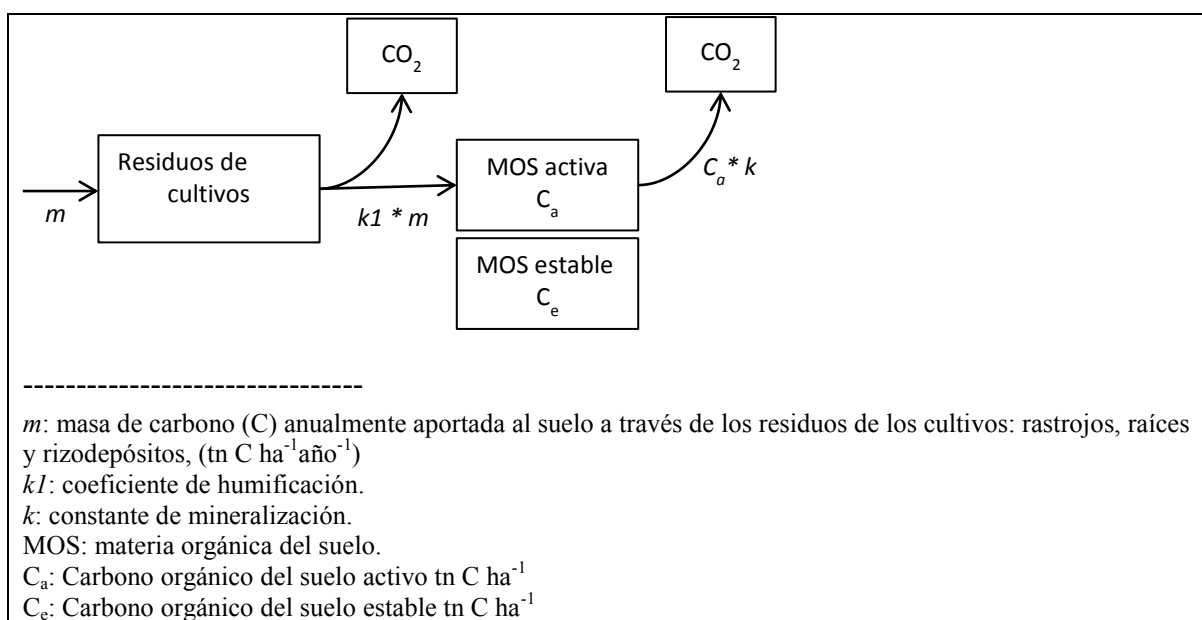 CO₂
CO₂
Residuos de
cultivos
MOS activa
Cₐ
Cₐ* k
m
k1 * m
MOS estable
Cₑ
--------------------------------
m: masa de carbono (C) anualmente aportada al suelo a través de los residuos de los cultivos: rastrojos, raíces
y rizodepósitos, (tn C ha⁻¹año⁻¹)
k1: coeficiente de humificación.
k: constante de mineralización.
MOS: materia orgánica del suelo.
Cₐ: Carbono orgánico del suelo activo tn C ha⁻¹
Cₑ: Carbono orgánico del suelo estable tn C ha⁻¹